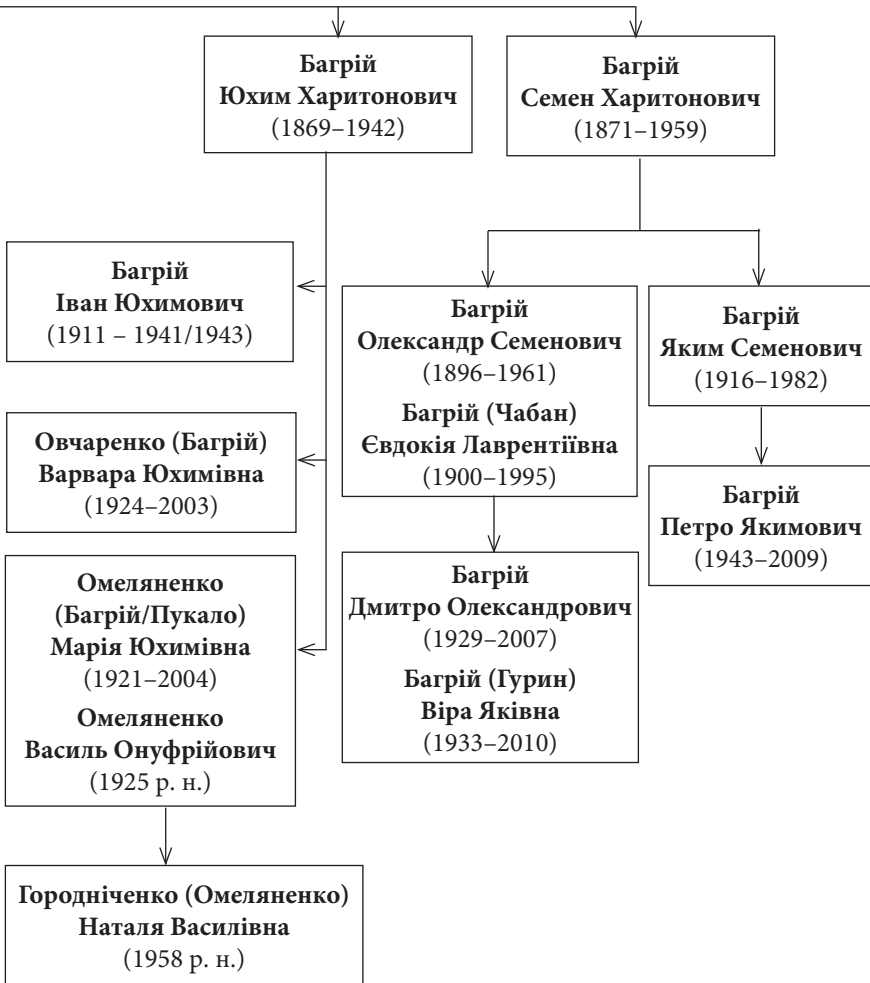 Багрій
Юхим Харитонович
(1869–1942)
Багрій
Семен Харитонович
(1871–1959)
Багрій
Іван Юхимович
(1911 – 1941/1943)
Овчаренко (Багрій)
Варвара Юхимівна
(1924–2003)
Омеляненко
(Багрій/Пукало)
Марія Юхимівна
(1921–2004)
Омеляненко
Василь Онуфрійович
(1925 р. н.)
Городніченко (Омеляненко)
Наталя Василівна
(1958 р. н.)
Багрій
Олександр Семенович
(1896–1961)
Багрій (Чабан)
Євдокія Лаврентіївна
(1900–1995)
Багрій
Дмитро Олександрович
(1929–2007)
Багрій (Гурин)
Віра Яківна
(1933–2010)
Багрій
Яким Семенович
(1916–1982)
Багрій
Петро Якимович
(1943–2009)